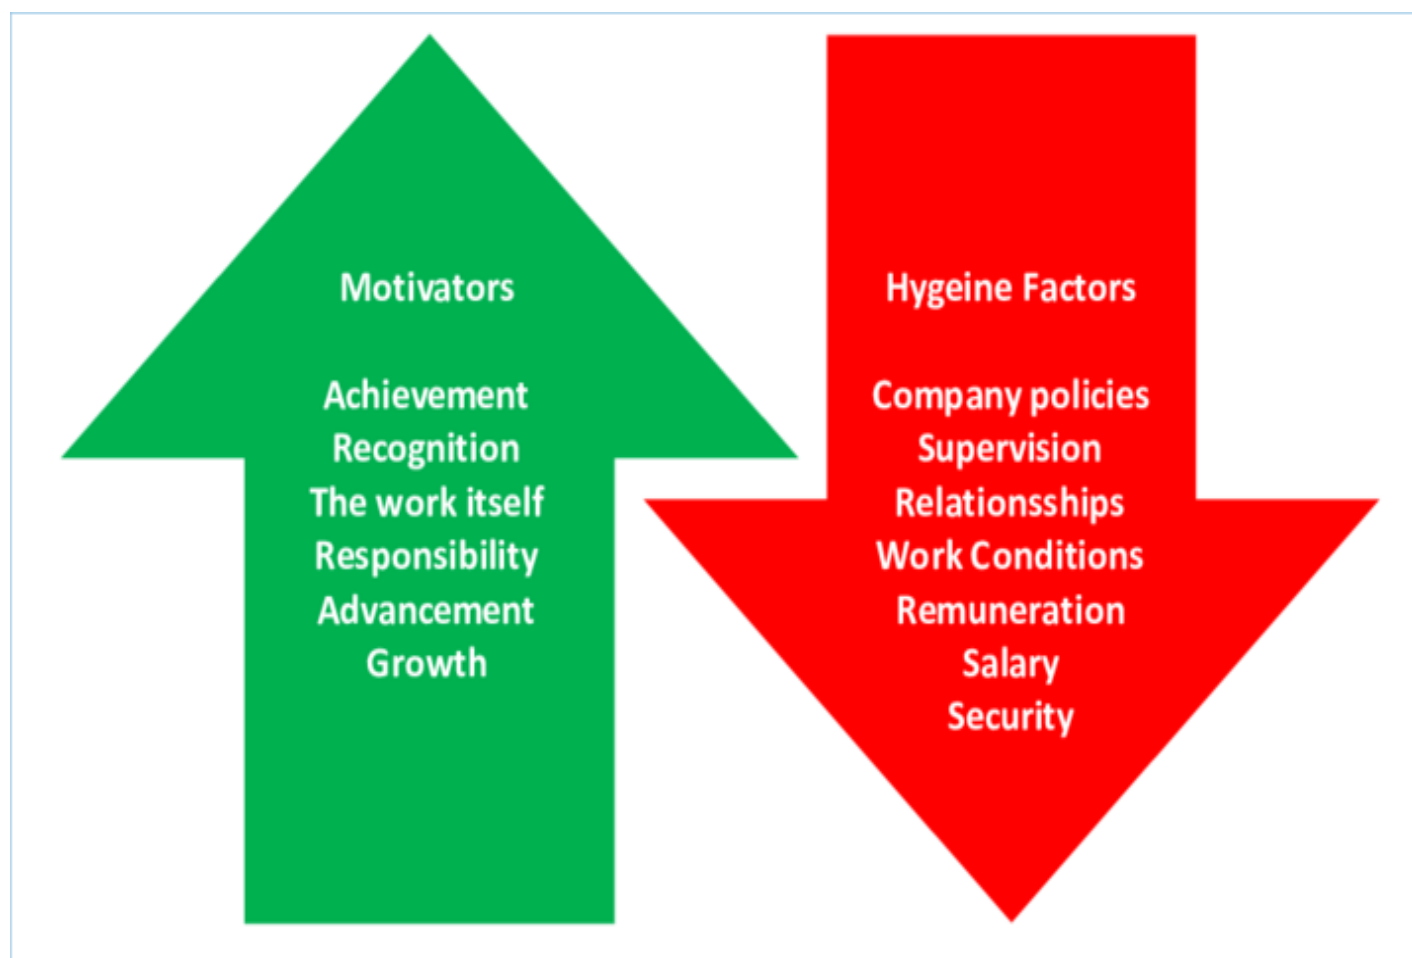 Motivators
Achievement
Recognition
The work itself
Responsibility
Advancement
Growth
Hygeine Factors
Company policies
Supervision
Relationsships
Work Conditions
Remuneration
Salary
Security